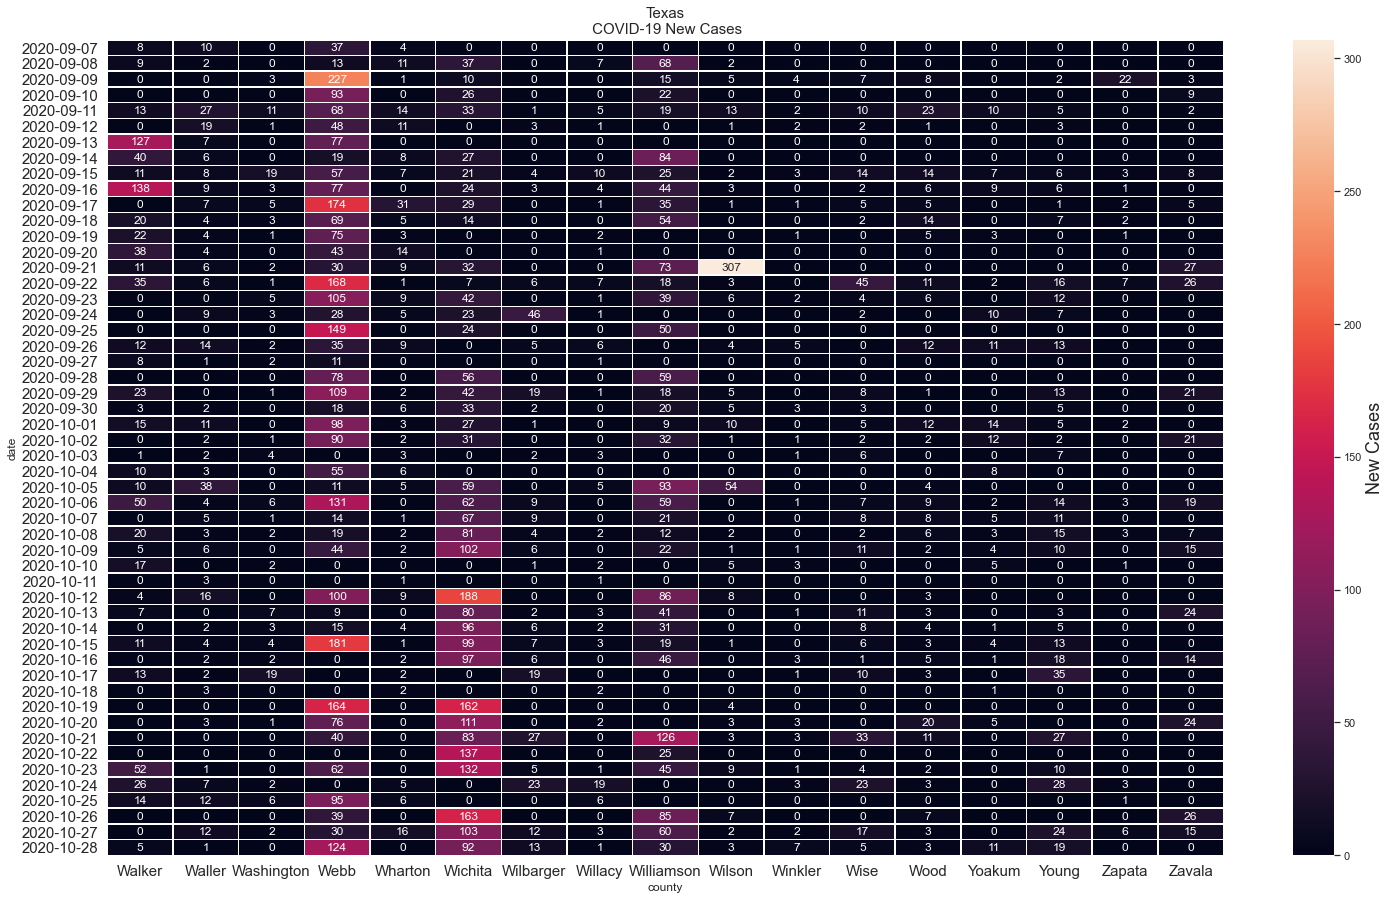 Texas
COVID-19 New Cases
2020-09-07 8 10 0 37 4 0 0 0 0 0 0 0 0 0 0 0 0
2020-09-08 9 2 0 13 11 37 0 7 68 2 0 0 0 0 0 0 0
2020-09-09 0 0 3 227 1 10 0 0 15 5 4 7 8 0 2 22 3
2020-09-10 0 0 0 93 0 26 0 0 22 0 0 0 0 0 0 0 9
2020-09-11 13 27 11 68 14 33 1 5 19 13 2 10 23 10 5 0 2
2020-09-12 0 19 1 48 11 0 3 1 0 1 2 2 1 0 3 0 0
2020-09-13 127 7 0 77 0 0 0 0 0 0 0 0 0 0 0 0 0
2020-09-14 40 6 0 19 8 27 0 0 84 0 0 0 0 0 0 0 0
2020-09-15 11 8 19 57 7 21 4 10 25 2 3 14 14 7 6 3 8
2020-09-16 138 9 3 77 0 24 3 4 44 3 0 2 6 9 6 1 0
2020-09-17 0 7 5 174 31 29 0 1 35 1 1 5 5 0 1 2 5
2020-09-18 20 4 3 69 5 14 0 0 54 0 0 2 14 0 7 2 0
2020-09-19 22 4 1 75 3 0 0 2 0 0 1 0 5 3 0 1 0
2020-09-20 38 4 0 43 14 0 0 1 0 0 0 0 0 0 0 0 0
2020-09-21 11 6 2 30 9 32 0 0 73 307 0 0 0 0 0 0 27
2020-09-22 35 6 1 168 1 7 6 7 18 3 0 45 11 2 16 7 26
2020-09-23 0 0 3 105 9 42 0 1 39 6 2 4 6 0 12 0 0
2020-09-24 0 9 3 28 5 23 46 1 0 0 0 2 0 10 7 0 0
2020-09-25 0 0 0 149 0 24 0 0 50 0 0 0 0 0 0 0 0
2020-09-26 12 14 2 35 9 0 5 6 0 4 5 0 12 11 13 0 0
2020-09-27 8 1 2 11 0 0 0 1 0 0 0 0 0 0 0 0 0
2020-09-28 0 0 0 78 0 56 0 0 59 0 0 0 0 0 0 0 0
2020-09-29 23 0 1 109 2 42 19 1 18 5 0 8 1 0 13 0 21
2020-09-30 3 2 0 18 6 33 2 0 20 5 3 3 0 0 5 0 0
2020-10-01 15 11 0 98 3 27 1 0 9 10 0 5 12 14 5 2 0
2020-10-02 0 2 1 90 2 31 0 0 32 1 1 2 2 12 2 0 21
2020-10-03 1 2 4 0 3 0 2 3 0 0 1 6 0 0 7 0 0
2020-10-04 10 3 0 55 6 0 0 0 0 0 0 0 0 8 0 0 0
2020-10-05 10 38 0 11 5 59 0 5 93 54 0 0 4 0 0 0 0
2020-10-06 50 4 6 131 0 62 9 0 59 0 1 7 9 2 14 3 19
2020-10-07 0 5 1 14 1 67 9 0 21 0 0 8 8 5 11 0 0
2020-10-08 20 3 2 19 2 81 4 2 12 2 0 2 6 3 15 3 7
2020-10-09 5 6 0 44 2 102 6 0 22 1 1 11 2 4 10 0 15
2020-10-10 17 0 2 0 0 0 1 2 0 5 3 0 0 5 0 1 0
2020-10-11 0 3 0 0 1 0 0 1 0 0 0 0 0 0 0 0 0
2020-10-12 4 16 0 100 9 188 0 0 86 8 0 0 3 0 0 0 0
2020-10-13 7 0 7 9 0 80 2 3 41 0 1 11 3 0 3 0 24
2020-10-14 0 2 3 15 4 96 6 2 31 0 0 8 4 1 5 0 0
2020-10-15 11 4 4 181 1 99 7 3 19 1 0 6 3 4 13 0 0
2020-10-16 0 2 2 0 2 97 6 0 46 0 3 1 5 1 18 0 14
2020-10-17 13 2 19 0 2 0 19 0 0 0 1 10 3 0 35 0 0
2020-10-18 0 3 0 0 2 0 0 2 0 0 0 0 0 1 0 0 0
2020-10-19 0 0 0 164 0 162 0 0 0 4 0 0 0 0 0 0 0
2020-10-20 0 3 1 76 0 111 0 2 0 3 3 0 20 5 0 0 24
2020-10-21 0 0 0 40 0 83 27 0 126 3 3 33 11 0 27 0 0
2020-10-22 0 0 0 0 0 137 0 0 25 0 0 0 0 0 0 0 0
2020-10-23 52 1 0 62 0 132 5 1 45 9 1 4 2 0 10 0 0
2020-10-24 26 7 2 0 5 0 23 19 0 0 3 23 3 0 28 3 0
2020-10-25 14 12 6 95 6 0 0 6 0 0 0 0 0 0 0 1 0
2020-10-26 0 0 0 39 0 163 0 0 85 7 0 0 7 0 0 0 26
2020-10-27 0 12 2 30 16 103 12 3 60 2 2 17 3 0 24 6 15
2020-10-28 5 1 0 124 0 92 13 1 30 3 7 5 3 11 19 0 0
Walker Waller Washington Webb Wharton Wichita Wilbarger Willacy Williamson Wilson Winkler Wise Wood Yoakum Young Zapata Zavala
county
date
300
250
200
150
100
50
0
New Cases